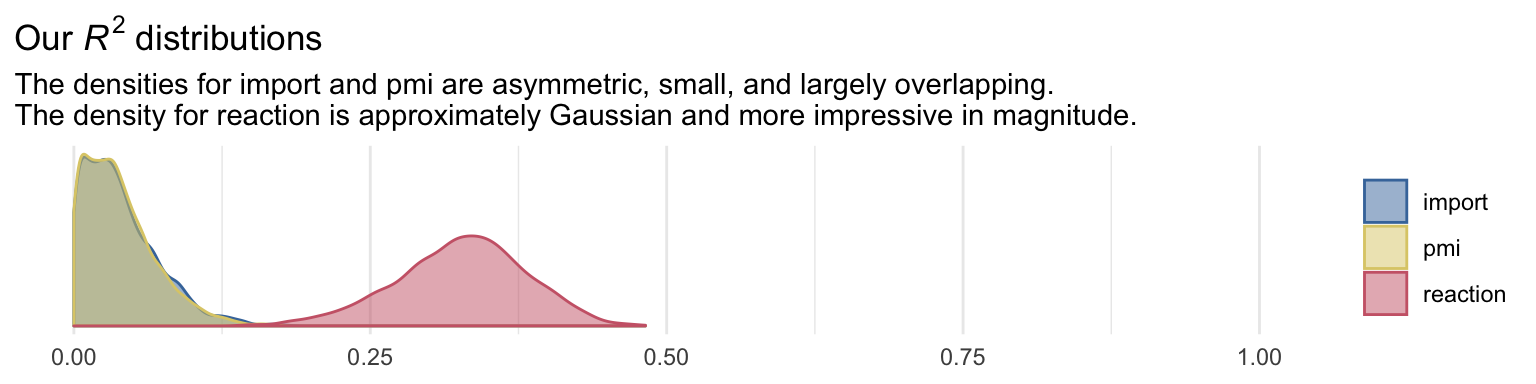 Our R² distributions
The densities for import and pmi are asymmetric, small, and largely overlapping.
The density for reaction is approximately Gaussian and more impressive in magnitude.
import
pmi
reaction
0.00 0.25 0.50 0.75 1.00